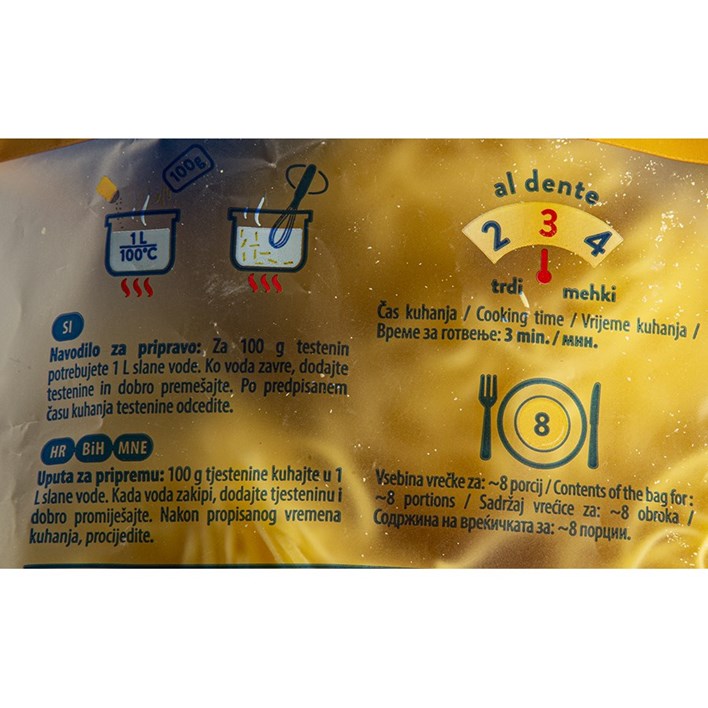 100g
1 L
100°C
SI
Navodilo za pripravo: Za 100 g testenin
potrebujete 1 L slane vode. Ko voda zavre, dodajte
testenine in dobro premešajte. Po predpisanem
času kuhanja testenine odcedite.
HR BiH MNE
Uputa za pripremu: 100 g tjestenine kuhajte u 1
L slane vode. Kada voda zakipi, dodajte tjesteninu i
dobro promiješajte. Nakon propisanog vremena
kuhanja, procijedite.
al dente
2 3 4
trdi mehki
Čas kuhanja / Cooking time / Vrijeme kuhanja /
Време за готвење: 3 min. / мин.
8
Vsebina vrečke za: ~8 porcij / Contents of the bag for:
~8 portions / Sadržaj vrećice za: ~8 obroka /
Содржина на вреќичката за: ~8 порции.